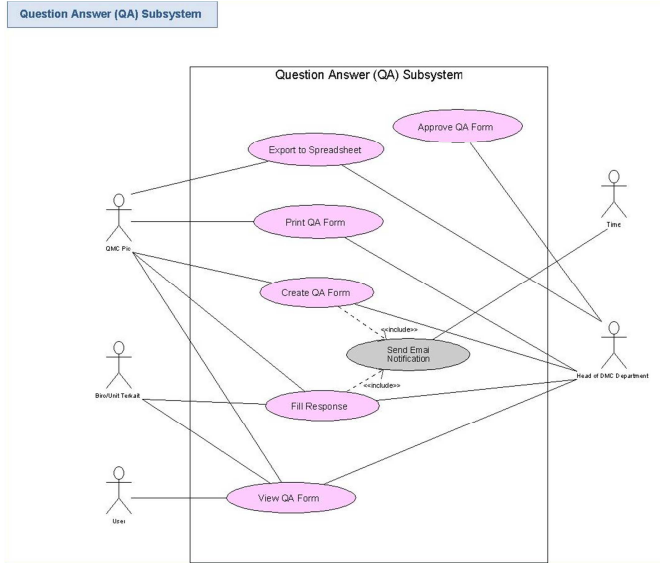 Question Answer (QA) Subsystem
Question Answer (QA) Subsystem
Approve QA Form
Export to Spreadsheet
Time
Print QA Form
QMC Pic
Create QA Form
<<include>>
Send Emal
Notification
Head of DMC Department
<<include>>
Biro/Unit Terkait
Fill Response
View QA Form
User